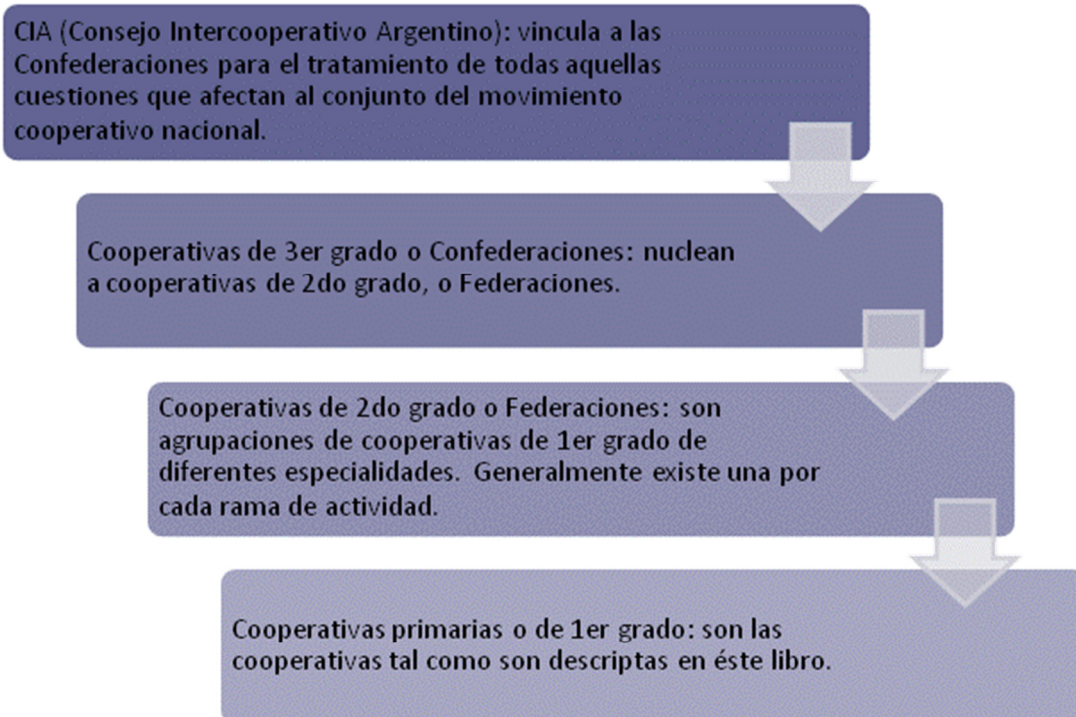 CIA (Consejo Intercooperativo Argentino): vincula a las
Confederaciones para el tratamiento de todas aquellas
cuestiones que afectan al conjunto del movimiento
cooperativo nacional.
Cooperativas de 3er grado o Confederaciones: nuclean
a cooperativas de 2do grado, o Federaciones.
Cooperativas de 2do grado o Federaciones: son
agrupaciones de cooperativas de 1er grado de
diferentes especialidades. Generalmente existe una por
cada rama de actividad.
Cooperativas primarias o de 1er grado: son las
cooperativas tal como son descriptas en éste libro.